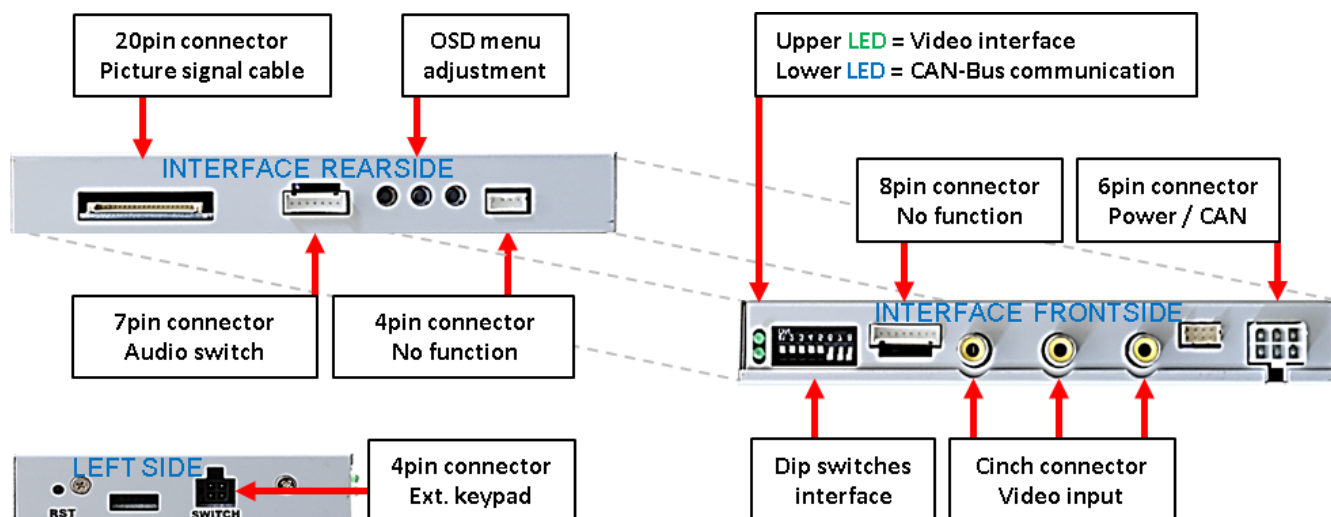 20pin connector
Picture signal cable
OSD menu
adjustment
Upper LED = Video interface
Lower LED = CAN-Bus communication
INTERFACE REARSIDE
8pin connector
No function
6pin connector
Power / CAN
7pin connector
Audio switch
4pin connector
No function
INTERFACE FRONTSIDE
LEFT SIDE
RST
SWITCH
4pin connector
Ext. keypad
Dip switches
interface
Cinch connector
Video input